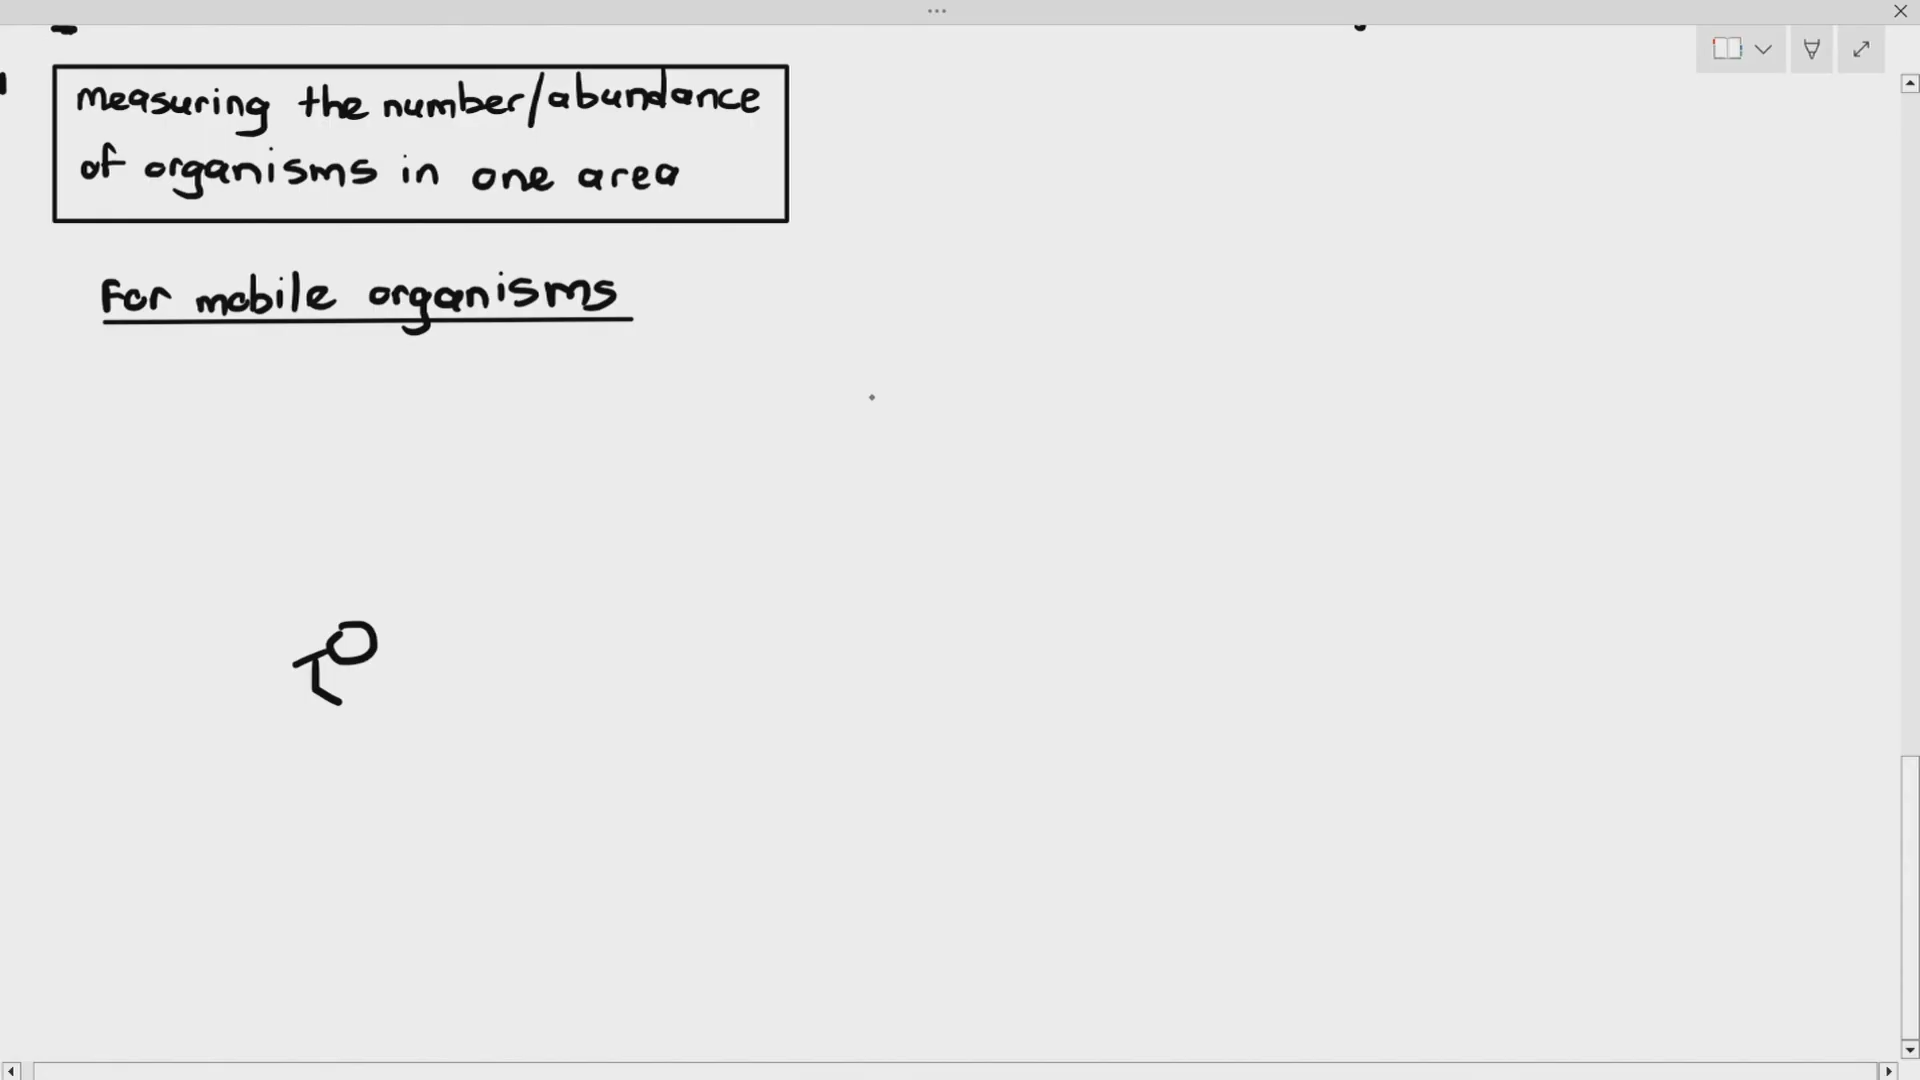 measuring the number/abundance
of organisms in one area
For mobile organisms